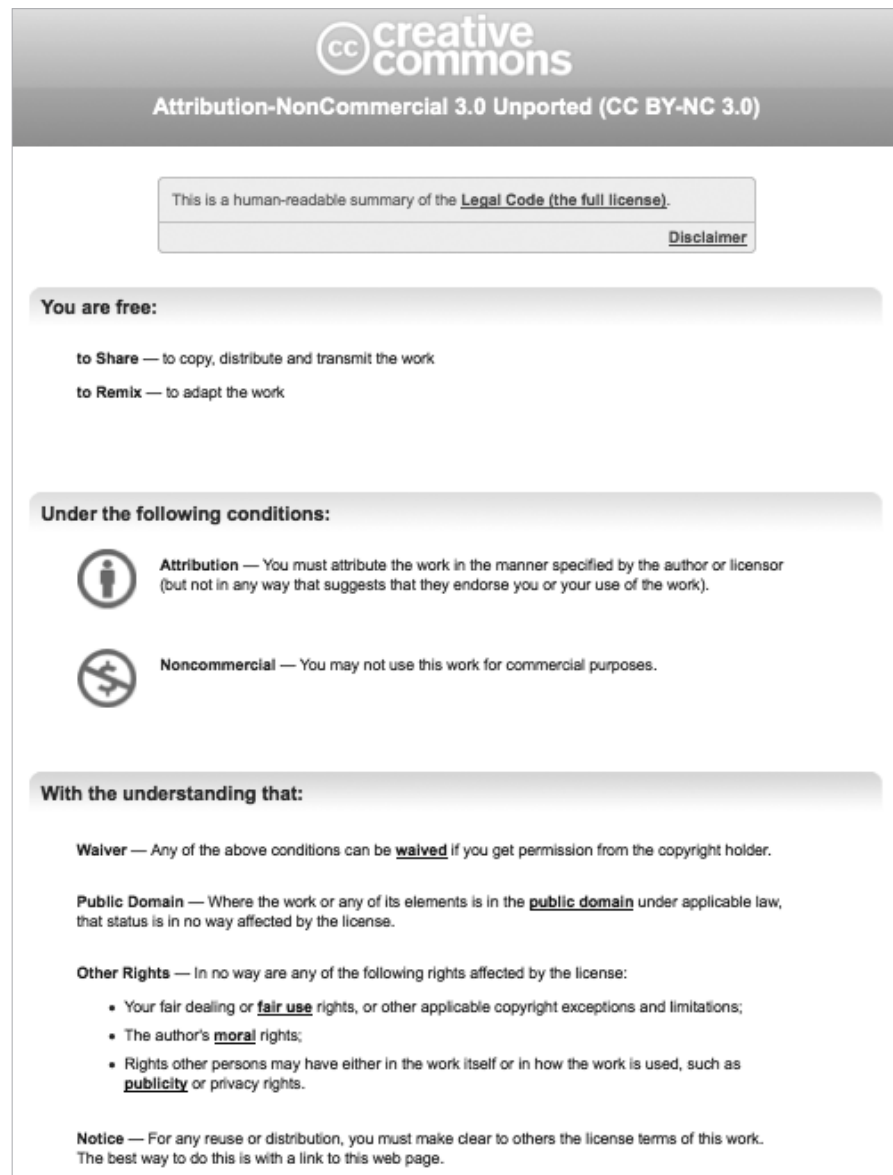 cc creative
commons
Attribution-NonCommercial 3.0 Unported (CC BY-NC 3.0)
This is a human-readable summary of the Legal Code (the full license).
Disclaimer
You are free:
to Share — to copy, distribute and transmit the work
to Remix — to adapt the work
Under the following conditions:
Attribution — You must attribute the work in the manner specified by the author or licensor
(but not in any way that suggests that they endorse you or your use of the work).
$
Noncommercial — You may not use this work for commercial purposes.
With the understanding that:
Waiver — Any of the above conditions can be waived if you get permission from the copyright holder.
Public Domain — Where the work or any of its elements is in the public domain under applicable law,
that status is in no way affected by the license.
Other Rights — In no way are any of the following rights affected by the license:
• Your fair dealing or fair use rights, or other applicable copyright exceptions and limitations;
• The author's moral rights;
• Rights other persons may have either in the work itself or in how the work is used, such as
publicity or privacy rights.
Notice — For any reuse or distribution, you must make clear to others the license terms of this work.
The best way to do this is with a link to this web page.